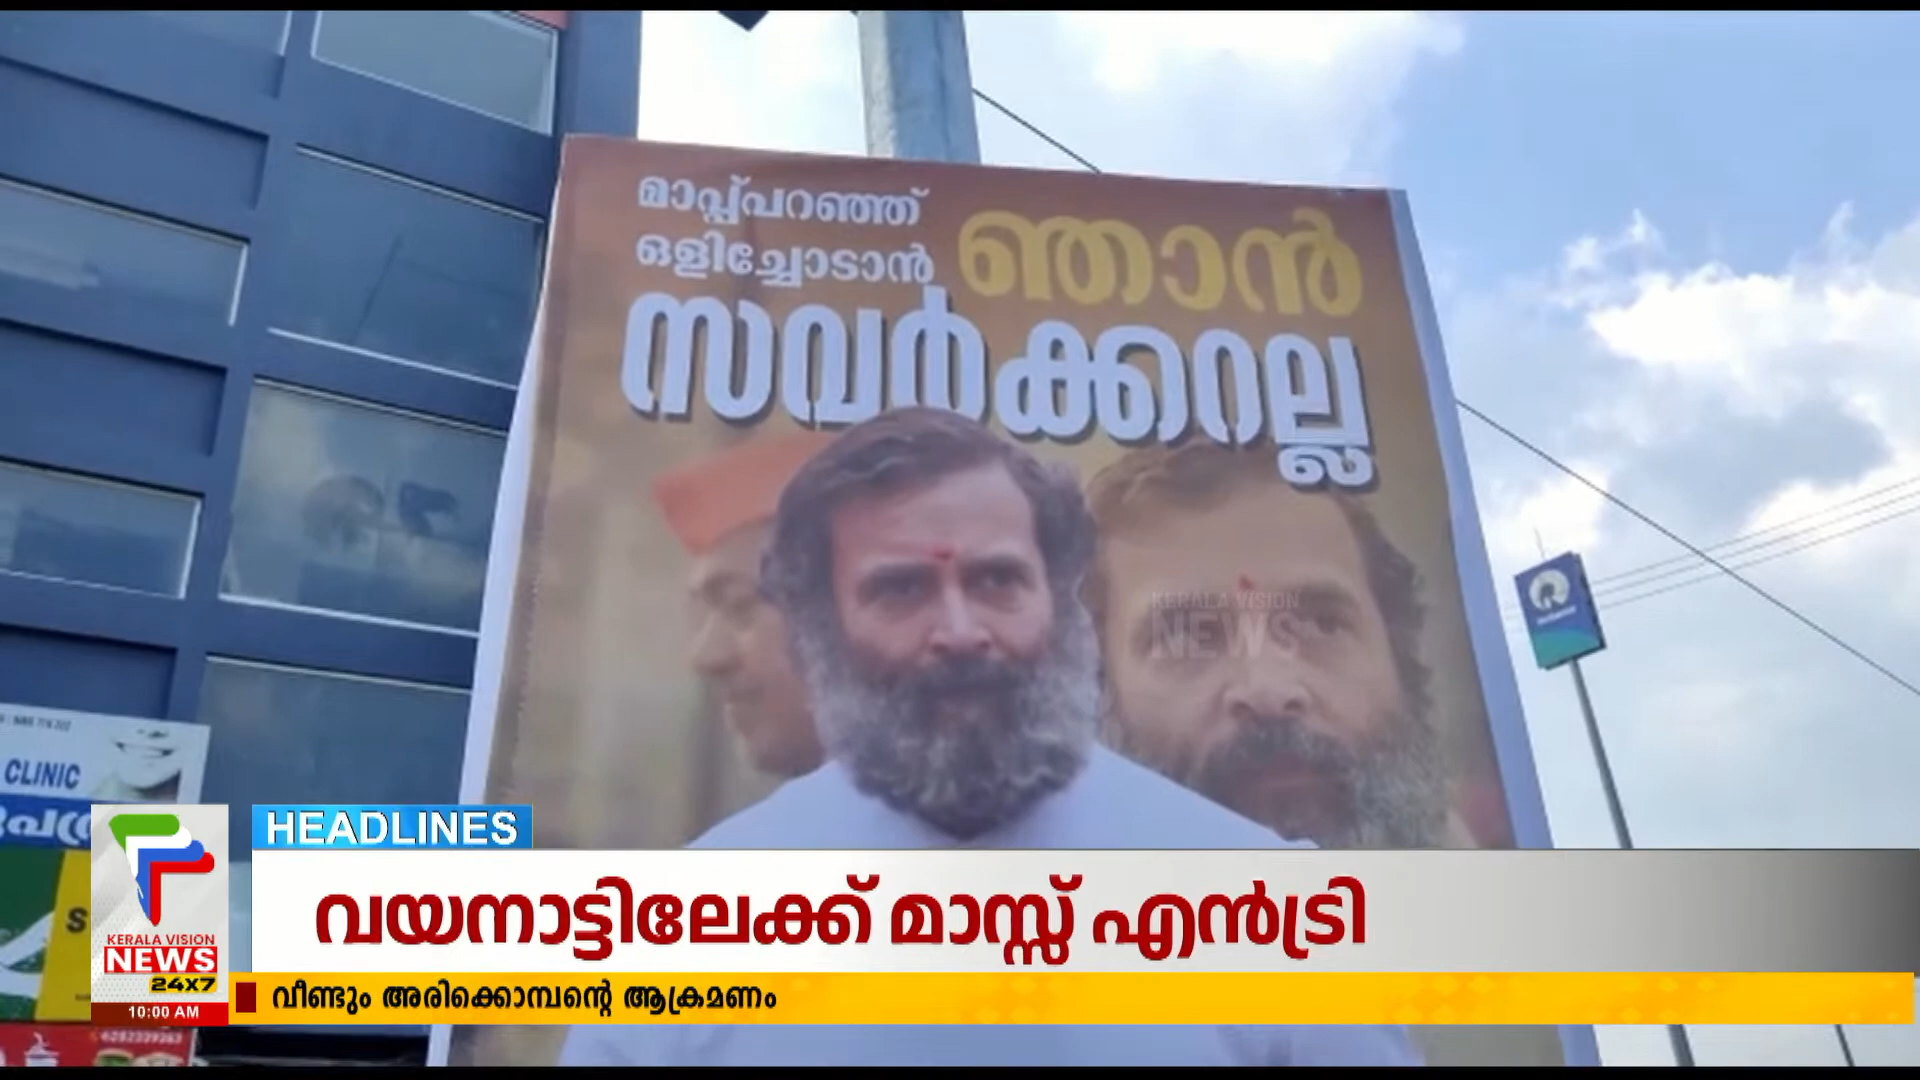 മാപ്പ്പറഞ്ഞ്
ഒളിച്ചോടാൻ ഞാൻ
സവർക്കറല്ല
KERALA VISION
NEWS
CLINIC
HEADLINES
വയനാട്ടിലേക്ക് മാസ്സ് എൻട്രി
KERALA VISION
NEWS
24x7
10:00 AM
വീണ്ടും അരിക്കൊമ്പന്റെ ആക്രമണം